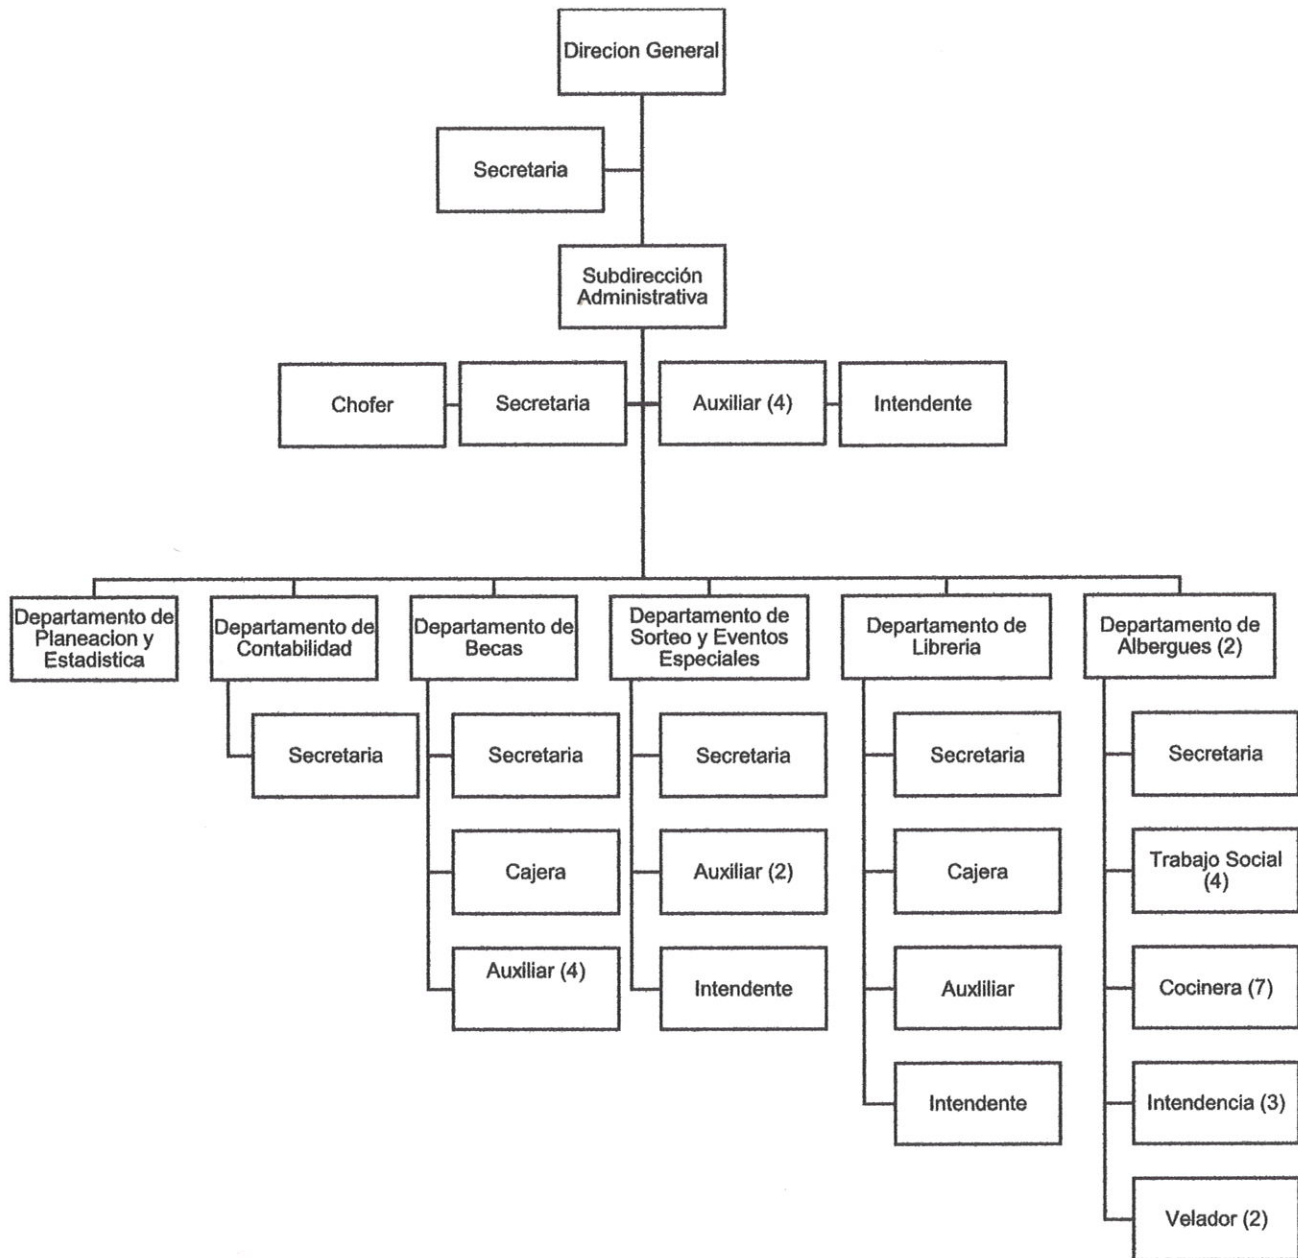 Direcion General
Secretaria
Subdirección
Administrativa
Chofer
Secretaria
Auxiliar (4)
Intendente
Departamento de
Planeacion y
Estadistica
Departamento de
Contabilidad
Departamento de
Becas
Departamento de
Sorteo y Eventos
Especiales
Departamento de
Libreria
Departamento de
Albergues (2)
Secretaria
Secretaria
Secretaria
Secretaria
Secretaria
Cajera
Auxiliar (2)
Cajera
Trabajo Social
(4)
Auxiliar (4)
Intendente
Auxliliar
Cocinera (7)
Intendente
Intendencia (3)
Velador (2)